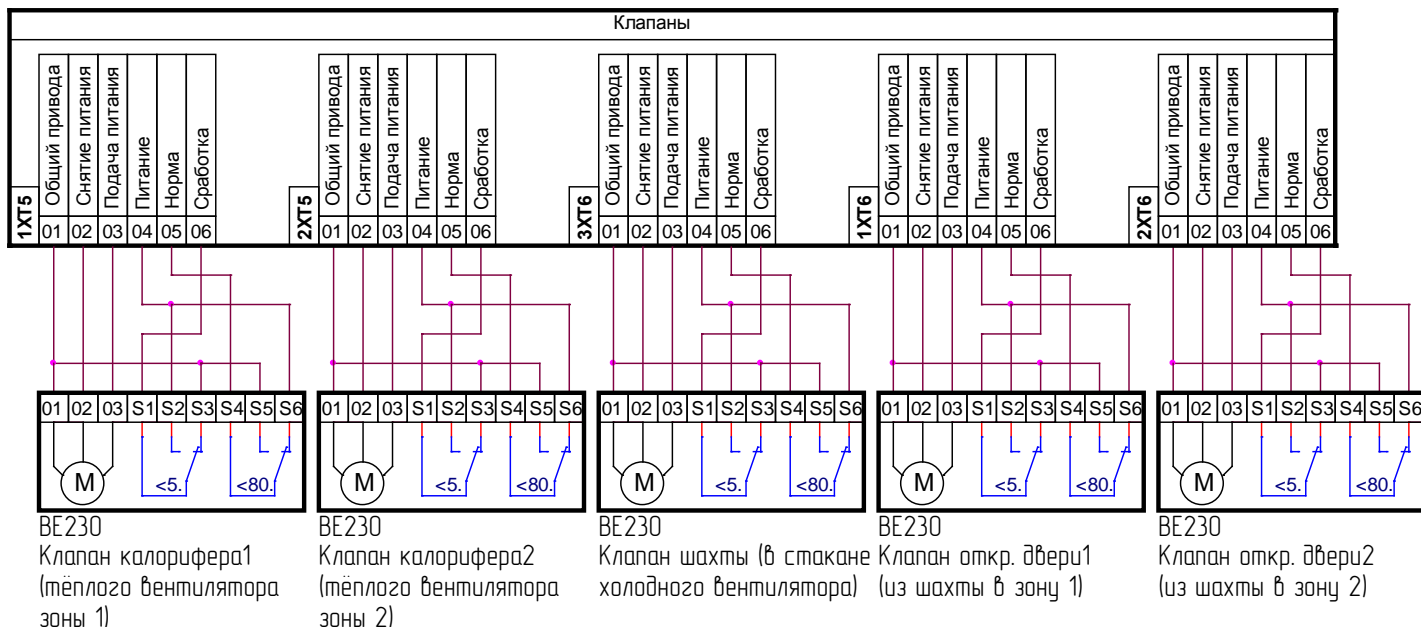 Клапаны
1XT5 Общий привода Снятие питания Подача питания Питание Норма Сработка
01 02 03 04 05 06
2XT5 Общий привода Снятие питания Подача питания Питание Норма Сработка
01 02 03 04 05 06
3XT6 Общий привода Снятие питания Подача питания Питание Норма Сработка
01 02 03 04 05 06
1XT6 Общий привода Снятие питания Подача питания Питание Норма Сработка
01 02 03 04 05 06
2XT6 Общий привода Снятие питания Подача питания Питание Норма Сработка
01 02 03 04 05 06
01 02 03 S1 S2 S3 S4 S5 S6
M <5. <80.
BE230
Клапан калорифера1
(тёплого вентилятора
зоны 1)
01 02 03 S1 S2 S3 S4 S5 S6
M <5. <80.
BE230
Клапан калорифера2
(тёплого вентилятора
зоны 2)
01 02 03 S1 S2 S3 S4 S5 S6
M <5. <80.
BE230
Клапан шахты (в стакане
холодного вентилятора)
01 02 03 S1 S2 S3 S4 S5 S6
M <5. <80.
BE230
Клапан откр. двери1
(из шахты в зону 1)
01 02 03 S1 S2 S3 S4 S5 S6
M <5. <80.
BE230
Клапан откр. двери2
(из шахты в зону 2)